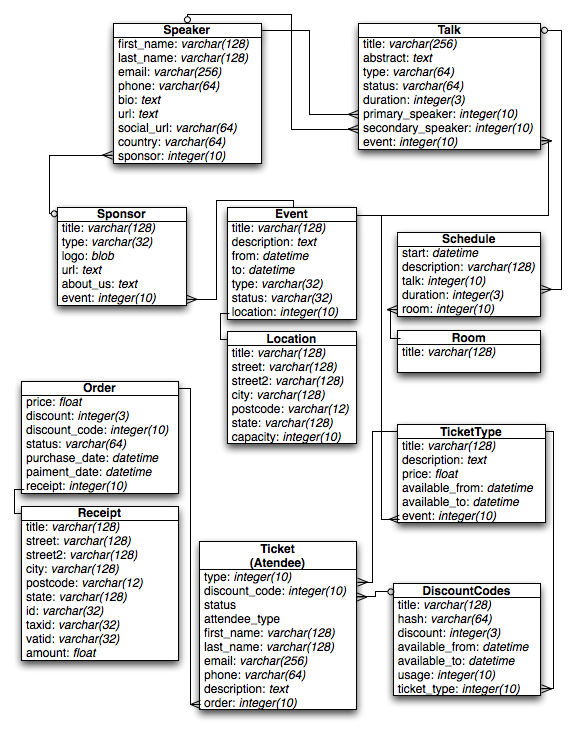 Speaker
first_name: varchar(128)
last_name: varchar(128)
email: varchar(256)
phone: varchar(64)
bio: text
url: text
social_url: varchar(64)
country: varchar(64)
sponsor: integer(10)
Talk
title: varchar(256)
abstract: text
type: varchar(64)
status: varchar(64)
duration: integer(3)
primary_speaker: integer(10)
secondary_speaker: integer(10)
event: integer(10)
Sponsor
title: varchar(128)
type: varchar(32)
logo: blob
url: text
about_us: text
event: integer(10)
Event
title: varchar(128)
description: text
from: datetime
to: datetime
type: varchar(32)
status: varchar(32)
location: integer(10)
Schedule
start: datetime
description: varchar(128)
talk: integer(10)
duration: integer(3)
room: integer(10)
Room
title: varchar(128)
Location
title: varchar(128)
street: varchar(128)
street2: varchar(128)
city: varchar(128)
postcode: varchar(12)
state: varchar(128)
capacity: integer(10)
Order
price: float
discount: integer(3)
discount_code: integer(10)
status: varchar(64)
purchase_date: datetime
paiment_date: datetime
receipt: integer(10)
TicketType
title: varchar(128)
description: text
price: float
available_from: datetime
available_to: datetime
event: integer(10)
Receipt
title: varchar(128)
street: varchar(128)
street2: varchar(128)
city: varchar(128)
postcode: varchar(12)
state: varchar(128)
id: varchar(32)
taxid: varchar(32)
vatid: varchar(32)
amount: float
Ticket
(Atendee)
type: integer(10)
discount_code: integer(10)
status
attendee_type
first_name: varchar(128)
last_name: varchar(128)
email: varchar(256)
phone: varchar(64)
description: text
order: integer(10)
DiscountCodes
title: varchar(128)
hash: varchar(64)
discount: integer(3)
available_from: datetime
available_to: datetime
usage: integer(10)
ticket_type: integer(10)